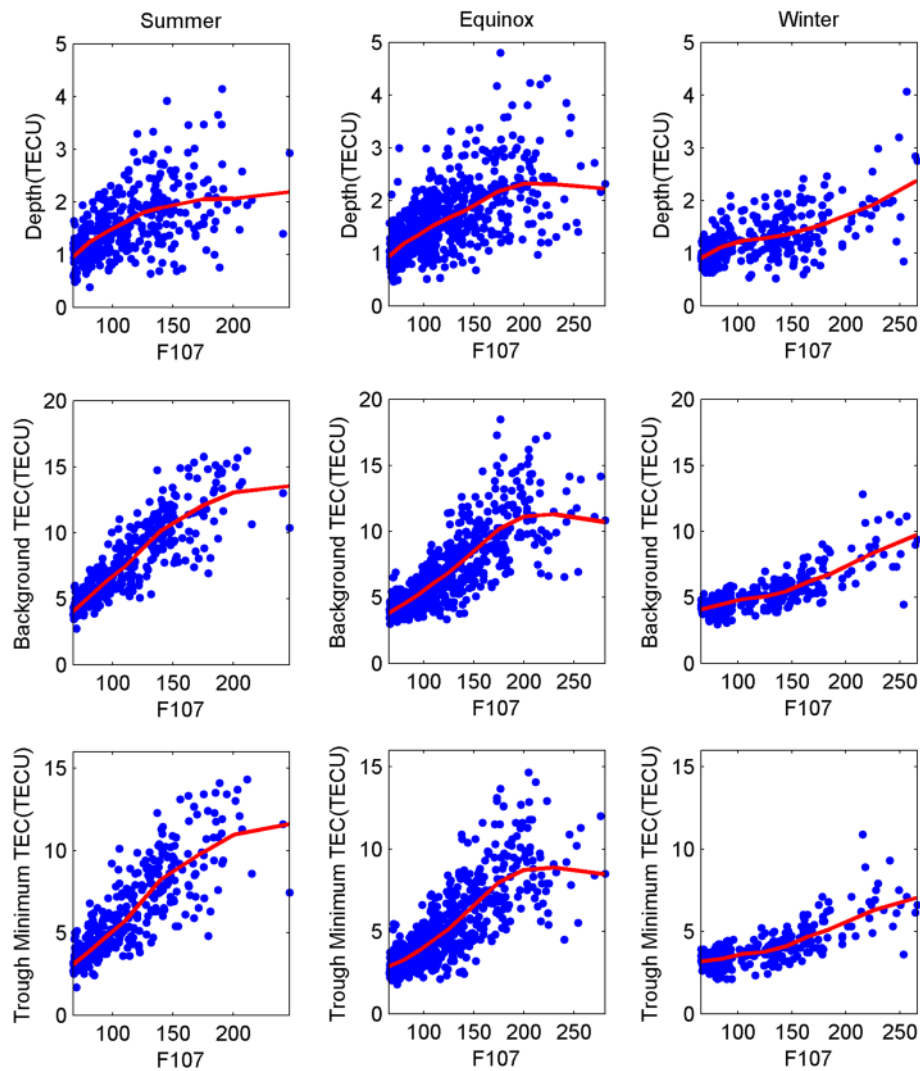 Summer Equinox Winter
Depth(TECU) 5 4 3 2 1 0 100 150 200 F107
Depth(TECU) 5 4 3 2 1 0 100 150 200 250 F107
Depth(TECU) 5 4 3 2 1 0 100 150 200 250 F107
Background TEC(TECU) 20 15 10 5 0 100 150 200 F107
Background TEC(TECU) 20 15 10 5 0 100 150 200 250 F107
Background TEC(TECU) 20 15 10 5 0 100 150 200 250 F107
Trough Minimum TEC(TECU) 15 10 5 0 100 150 200 F107
Trough Minimum TEC(TECU) 15 10 5 0 100 150 200 250 F107
Trough Minimum TEC(TECU) 15 10 5 0 100 150 200 250 F107